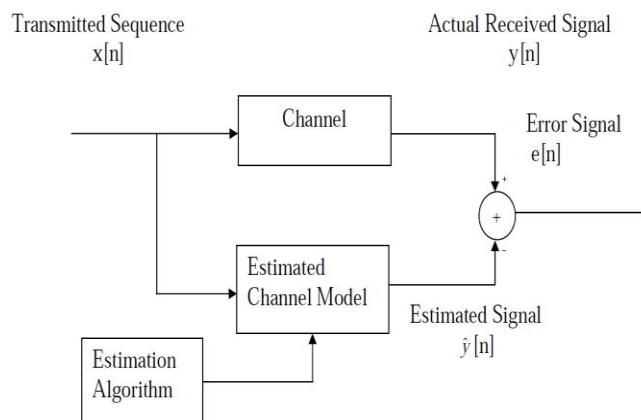 Transmitted Sequence
x[n]
Actual Received Signal
y[n]
Channel
Error Signal
e[n]
+
+
-
Estimated
Channel Model
Estimated Signal
ŷ [n]
Estimation
Algorithm